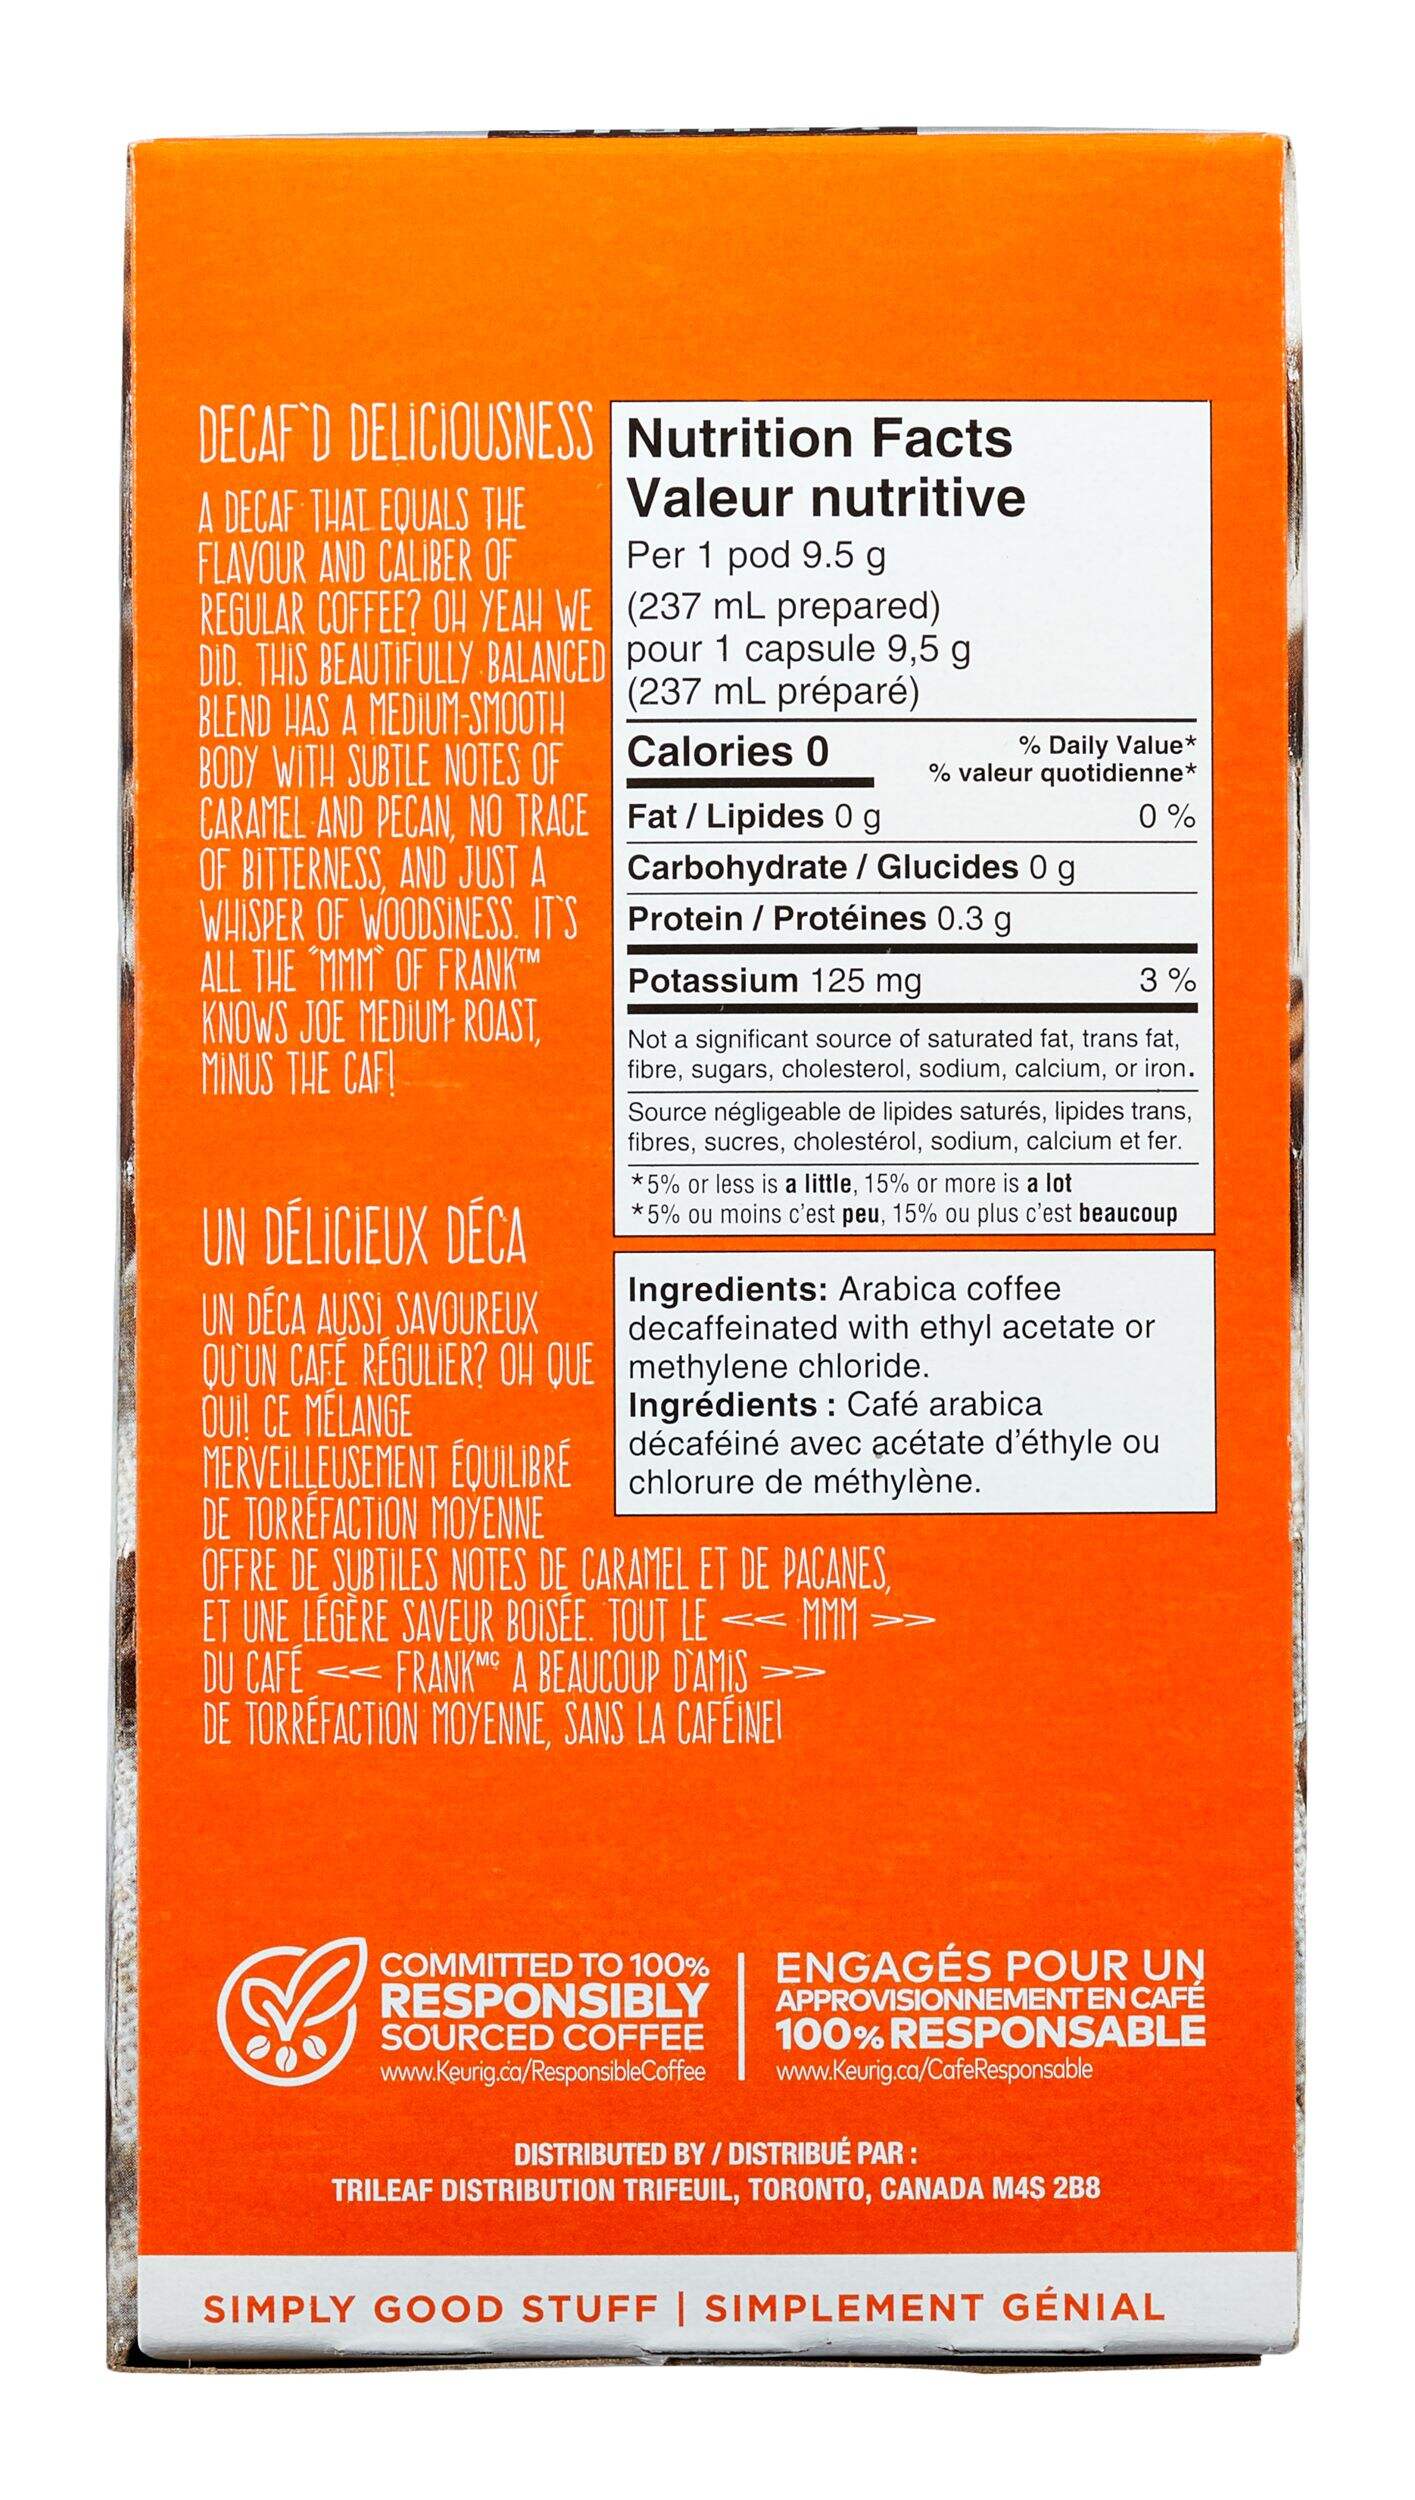 DECAF'D DELICIOUSNESS
A DECAF THAT EQUALS THE
FLAVOUR AND CALIBER OF
REGULAR COFFEE? OH YEAH WE
DID. THIS BEAUTIFULLY BALANCED
BLEND HAS A MEDIUM-SMOOTH
BODY WITH SUBTLE NOTES OF
CARAMEL AND PECAN, NO TRACE
OF BITTERNESS, AND JUST A
WHISPER OF WOODSINESS. IT'S
ALL THE "MMM" OF FRANK™
KNOWS JOE MEDIUM-ROAST,
MINUS THE CAF!
Nutrition Facts
Valeur nutritive
Per 1 pod 9.5 g
(237 mL prepared)
pour 1 capsule 9,5 g
(237 mL préparé)
Calories 0
% Daily Value*
% valeur quotidienne*
Fat / Lipides 0 g 0 %
Carbohydrate / Glucides 0 g
Protein / Protéines 0.3 g
Potassium 125 mg 3 %
Not a significant source of saturated fat, trans fat,
fibre, sugars, cholesterol, sodium, calcium, or iron.
Source négligeable de lipides saturés, lipides trans,
fibres, sucres, cholestérol, sodium, calcium et fer.
*5% or less is a little, 15% or more is a lot
*5% ou moins c'est peu, 15% ou plus c'est beaucoup
Ingredients: Arabica coffee
decaffeinated with ethyl acetate or
methylene chloride.
Ingrédients : Café arabica
décaféiné avec acétate d'éthyle ou
chlorure de méthylène.
UN DÉLICIEUX DÉCA
UN DÉCA AUSSI SAVOUREUX
QU'UN CAFÉ RÉGULIER? OH QUE
OUI! CE MÉLANGE
MERVEILLEUSEMENT ÉQUILIBRÉ
DE TORRÉFACTION MOYENNE
OFFRE DE SUBTILES NOTES DE CARAMEL ET DE PACANES,
ET UNE LÉGÈRE SAVEUR BOISÉE. TOUT LE << MMM >>
DU CAFÉ << FRANKᴹᶜ A BEAUCOUP D'AMIS >>
DE TORRÉFACTION MOYENNE, SANS LA CAFÉINE!
COMMITTED TO 100%
RESPONSIBLY
SOURCED COFFEE
www.Keurig.ca/ResponsibleCoffee
ENGAGÉS POUR UN
APPROVISIONNEMENT EN CAFÉ
100% RESPONSABLE
www.Keurig.ca/CafeResponsable
DISTRIBUTED BY / DISTRIBUÉ PAR :
TRILEAF DISTRIBUTION TRIFEUIL, TORONTO, CANADA M4S 2B8
SIMPLY GOOD STUFF | SIMPLEMENT GÉNIAL